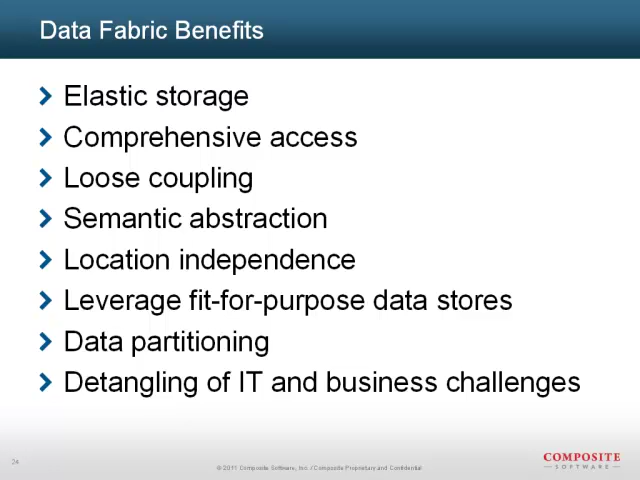 Data Fabric Benefits
Elastic storage
Comprehensive access
Loose coupling
Semantic abstraction
Location independence
Leverage fit-for-purpose data stores
Data partitioning
Detangling of IT and business challenges
© 2011 Composite Software, Inc. / Composite Proprietary and Confidential
COMPOSITE
SOFTWARE